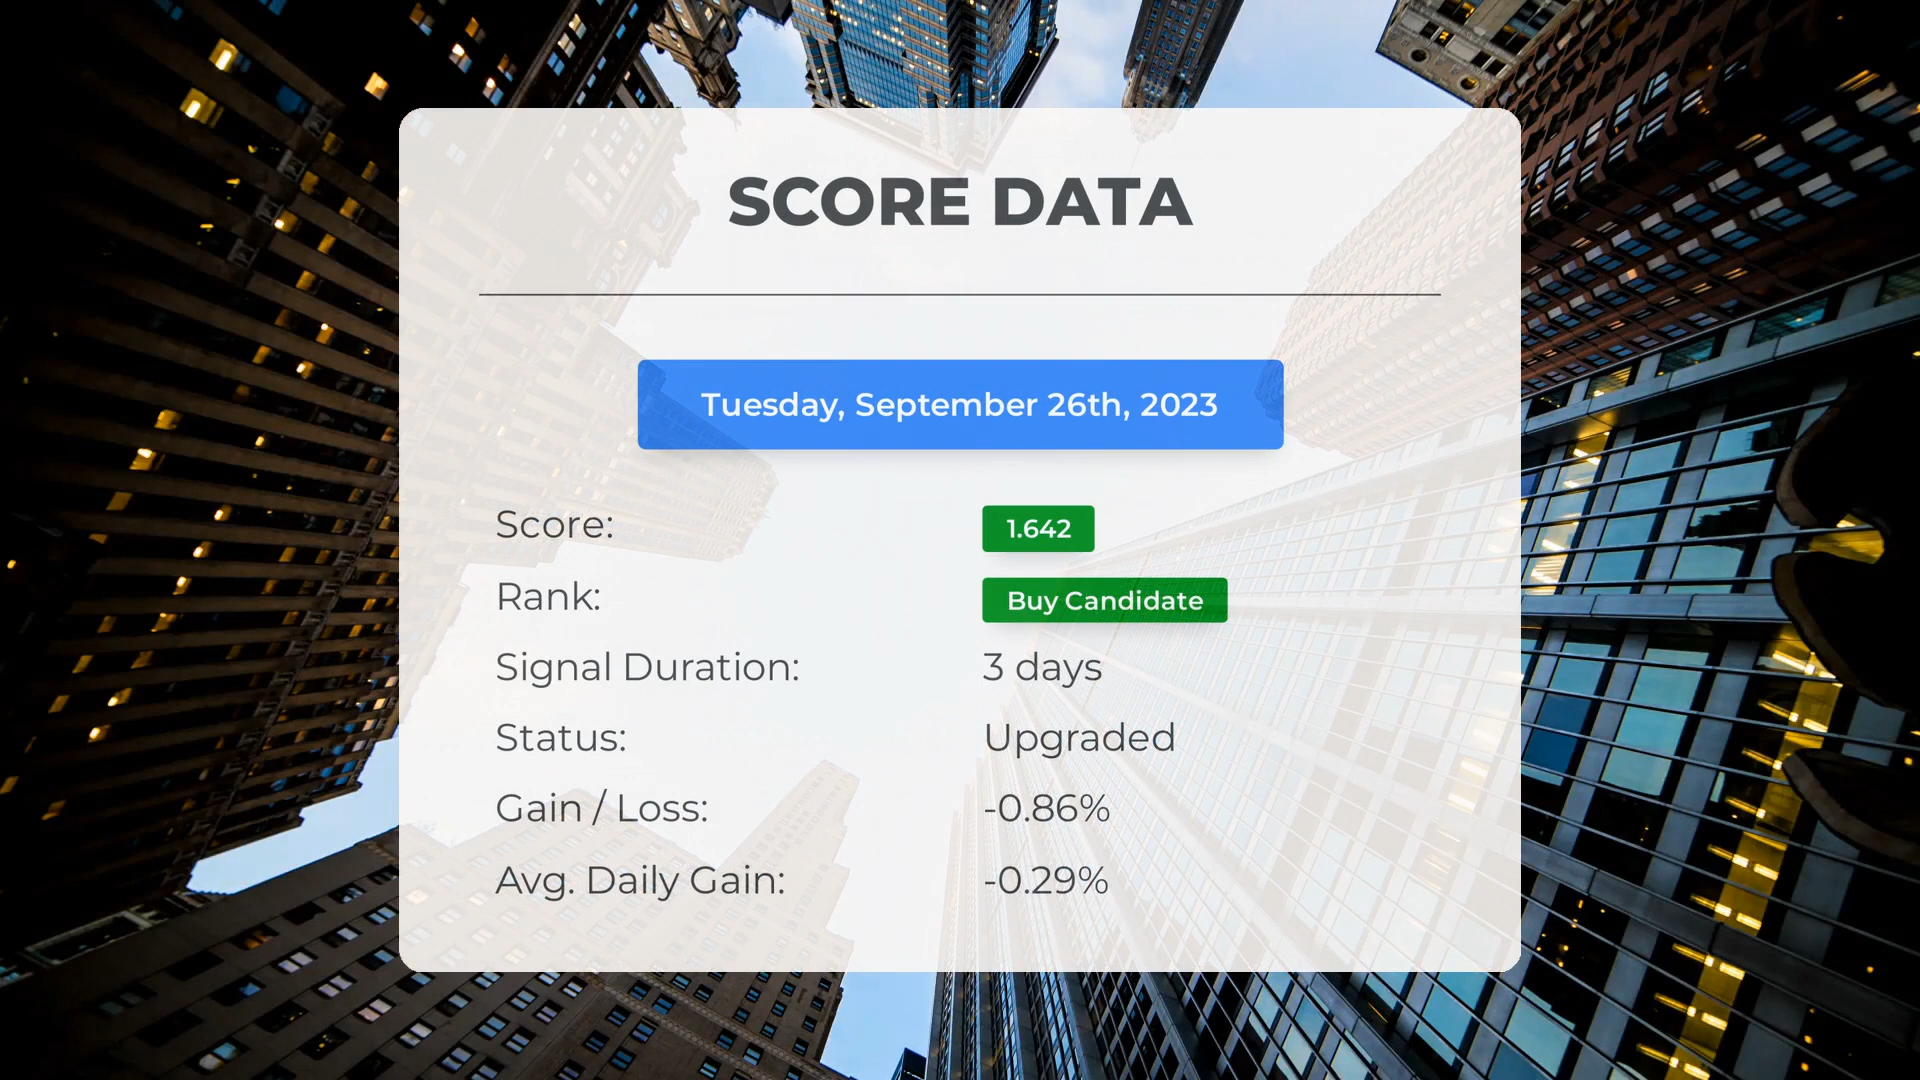 SCORE DATA
Tuesday, September 26th, 2023
Score: 1.642
Rank: Buy Candidate
Signal Duration: 3 days
Status: Upgraded
Gain / Loss: -0.86%
Avg. Daily Gain: -0.29%